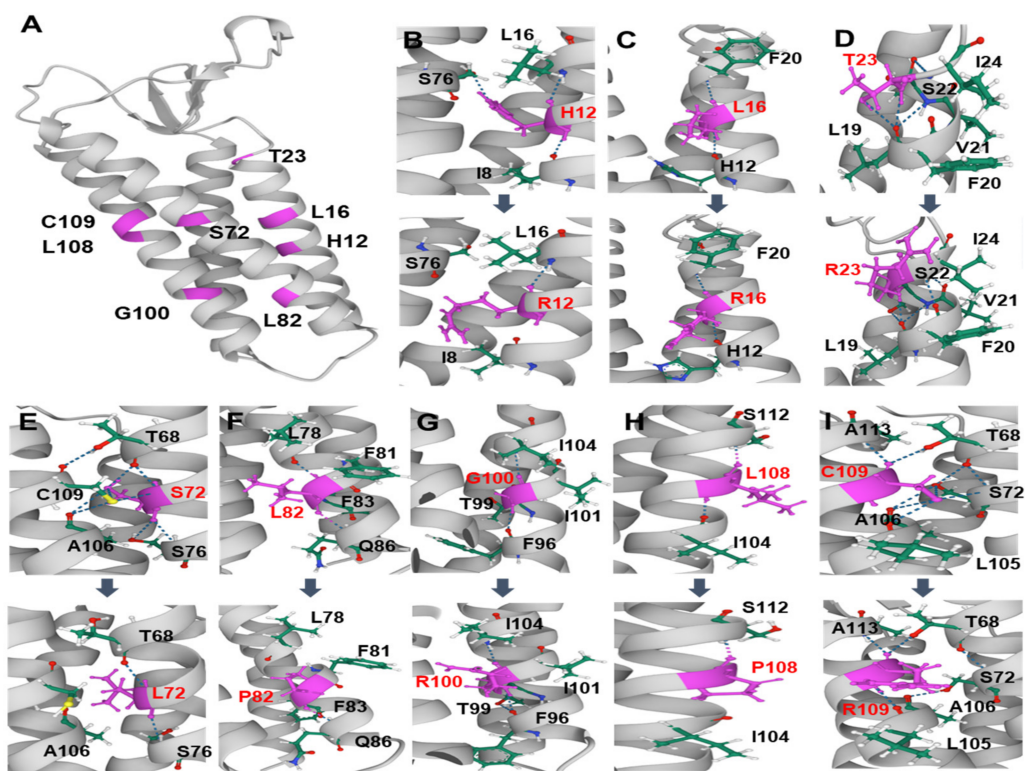 A
T23
C109
L108
S72
L16
H12
G100
L82
B
L16
S76
H12
I8
L16
S76
R12
I8
C
F20
L16
H12
F20
R16
H12
D
T23
I24
S22
L19
V21
F20
I24
R23
S22
V21
L19
F20
E
T68
C109
S72
A106
S76
T68
L72
A106
S76
F
L78
F81
F83
L82
Q86
L78
F81
P82
F83
Q86
G
I104
G100
T99
I101
F96
I104
R100
I101
T99
F96
H
S112
L108
I104
S112
P108
I104
I
A113
T68
C109
S72
A106
L105
A113
T68
S72
R109
A106
L105